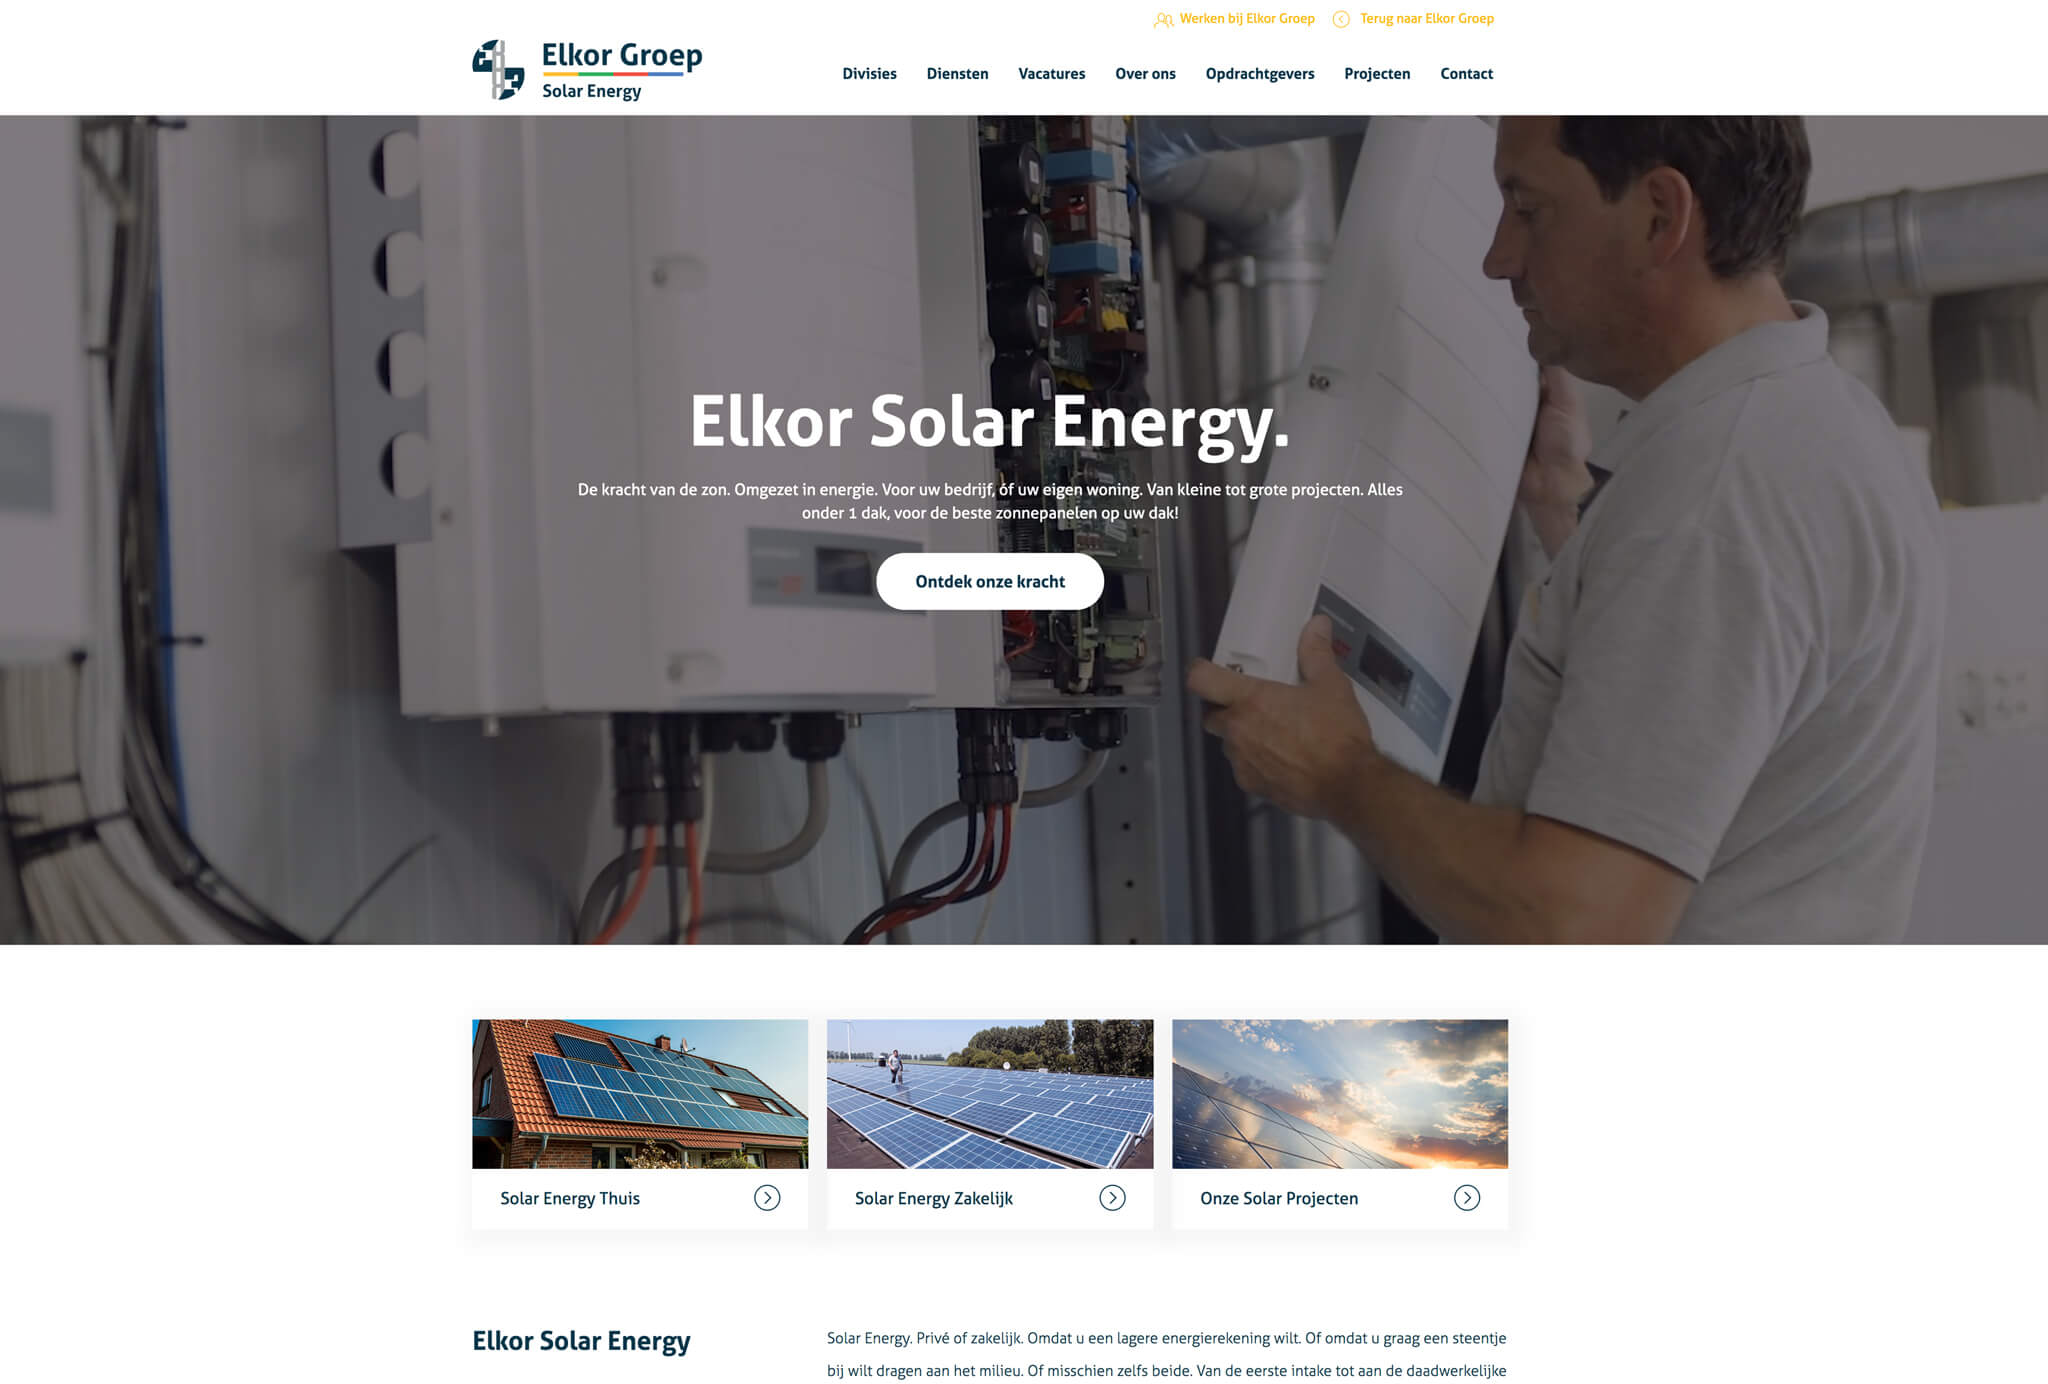 Werken bij Elkor Groep
Terug naar Elkor Groep
Elkor Groep
Solar Energy
Divisies
Diensten
Vacatures
Over ons
Opdrachtgevers
Projecten
Contact
Elkor Solar Energy.
De kracht van de zon. Omgezet in energie. Voor uw bedrijf, óf uw eigen woning. Van kleine tot grote projecten. Alles
onder 1 dak, voor de beste zonnepanelen op uw dak!
Ontdek onze kracht
Solar Energy Thuis
Solar Energy Zakelijk
Onze Solar Projecten
Elkor Solar Energy
Solar Energy. Privé of zakelijk. Omdat u een lagere energierekening wilt. Of omdat u graag een steentje
bij wilt dragen aan het milieu. Of misschien zelfs beide. Van de eerste intake tot aan de daadwerkelijke